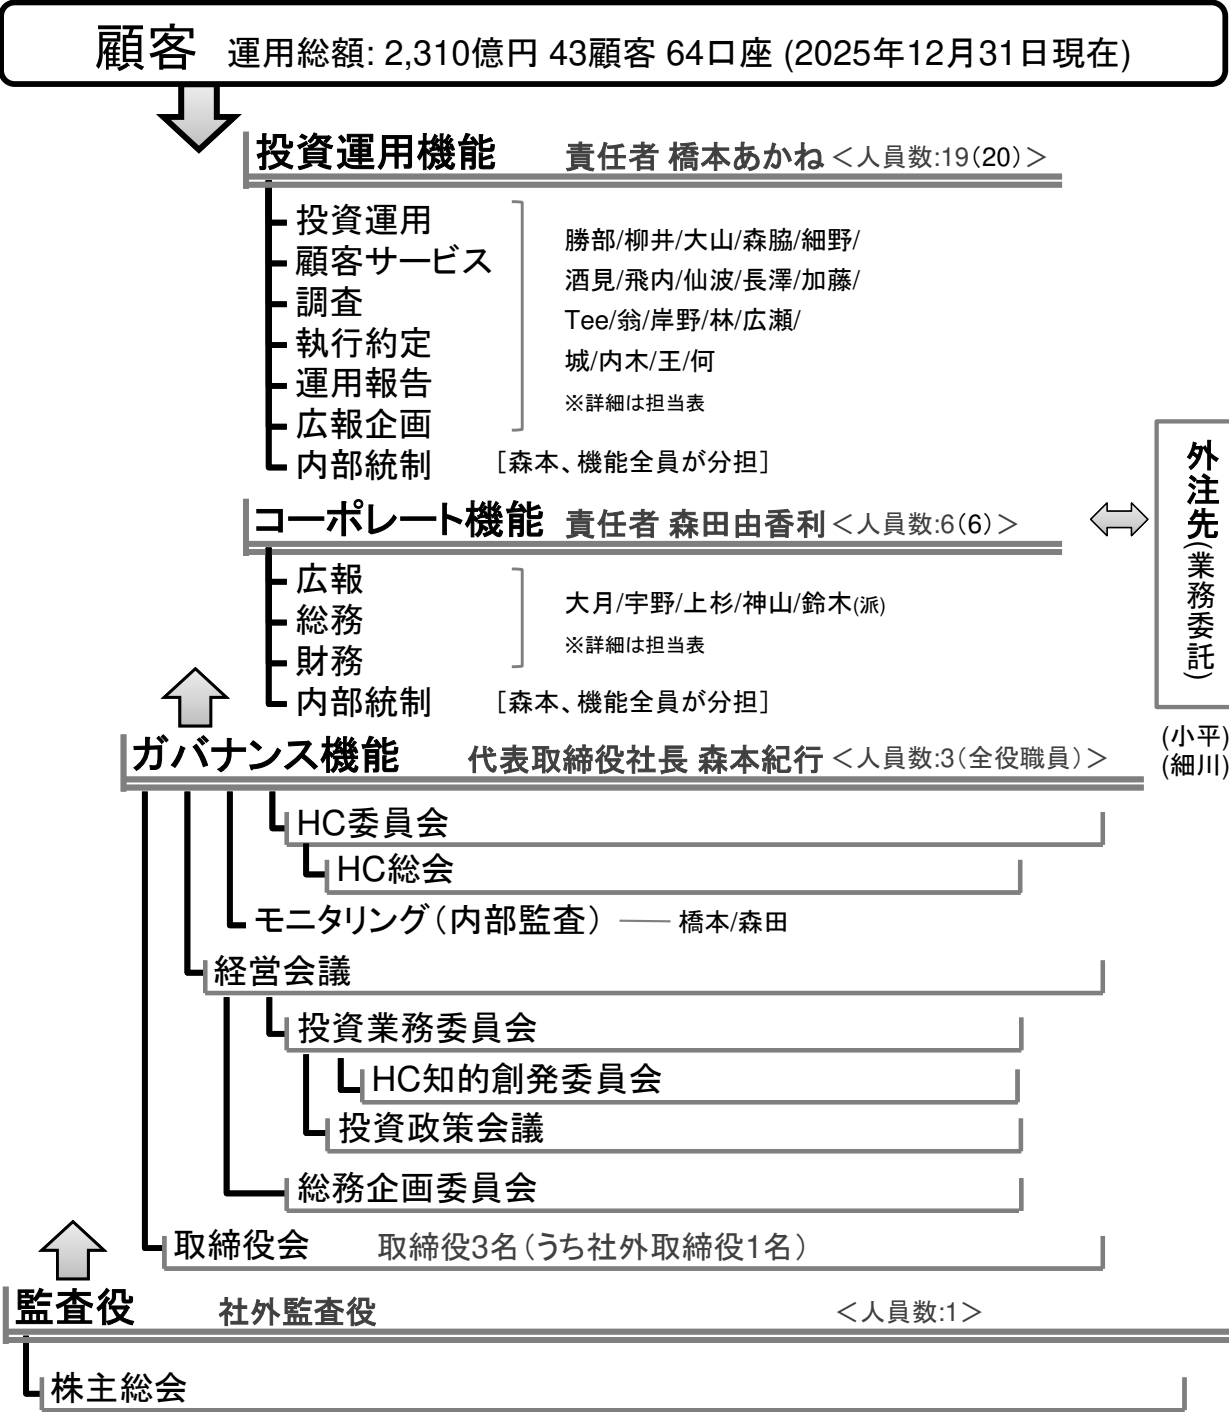 顧客 運用総額: 2,310億円 43顧客 64口座 (2025年12月31日現在)
投資運用機能 責任者 橋本あかね <人員数:19(20)>
投資運用
顧客サービス
調査
執行約定
運用報告
広報企画
勝部/柳井/大山/森脇/細野/
酒見/飛内/仙波/長澤/加藤/
Tee/翁/岸野/林/広瀬/
城/内木/王/何
※詳細は担当表
内部統制 [森本、機能全員が分担]
コーポレート機能 責任者 森田由香利 <人員数:6(6)>
広報
総務
財務
大月/宇野/上杉/神山/鈴木(派)
※詳細は担当表
内部統制 [森本、機能全員が分担]
外注先(業務委託)
(小平)
(細川)
ガバナンス機能 代表取締役社長 森本紀行 <人員数:3(全役職員)>
HC委員会
HC総会
モニタリング(内部監査) 橋本/森田
経営会議
投資業務委員会
HC知的創発委員会
投資政策会議
総務企画委員会
取締役会 取締役3名(うち社外取締役1名)
監査役 社外監査役 <人員数:1>
株主総会